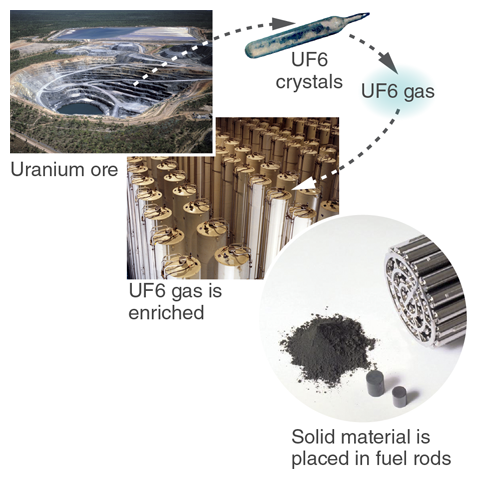 UF6
crystals
UF6 gas
Uranium ore
UF6 gas is
enriched
Solid material is
placed in fuel rods